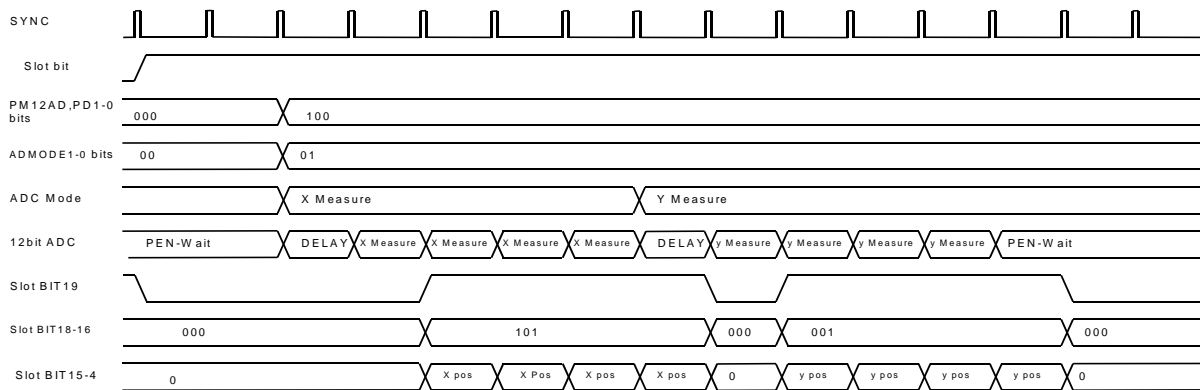 SYNC
Slot bit
PM12AD,PD1-0
bits
000 100
ADMODE1-0 bits 00 01
ADC Mode X Measure Y Measure
12bit ADC PEN-Wait DELAY X Measure X Measure X Measure X Measure DELAY y Measure y Measure y Measure y Measure PEN-Wait
Slot BIT19
Slot BIT18-16 000 101 000 001 000
Slot BIT15-4 0 X pos X Pos X pos X pos 0 y pos y pos y pos y pos 0